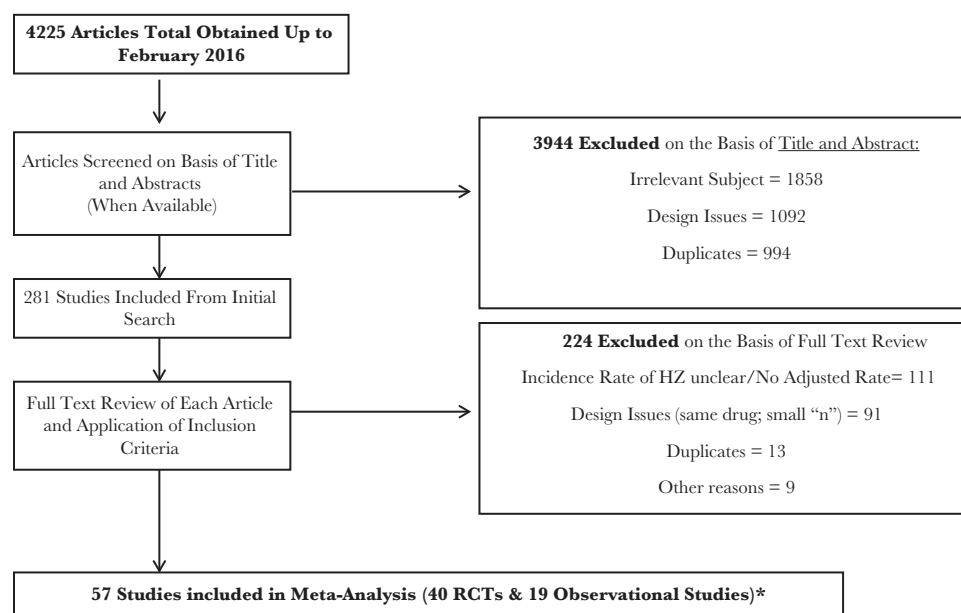 4225 Articles Total Obtained Up to
February 2016
Articles Screened on Basis of Title
and Abstracts
(When Available)
3944 Excluded on the Basis of Title and Abstract:
Irrelevant Subject = 1858
Design Issues = 1092
Duplicates = 994
281 Studies Included From Initial
Search
224 Excluded on the Basis of Full Text Review
Incidence Rate of HZ unclear/No Adjusted Rate= 111
Design Issues (same drug; small “n”) = 91
Duplicates = 13
Other reasons = 9
Full Text Review of Each Article
and Application of Inclusion
Criteria
57 Studies included in Meta-Analysis (40 RCTs & 19 Observational Studies)*